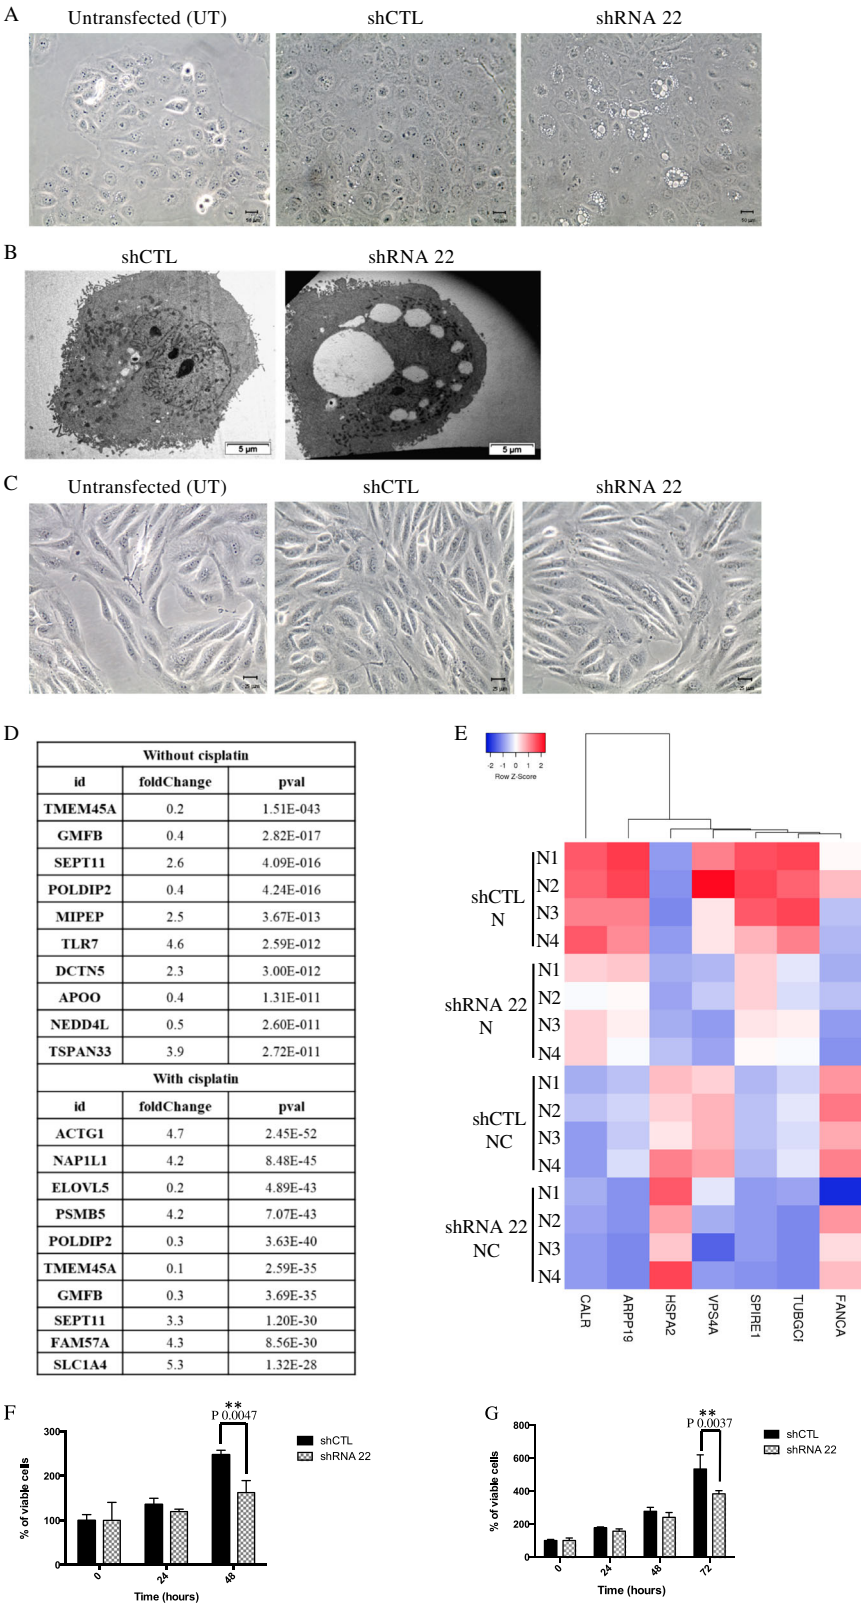 A
Untransfected (UT) shCTL shRNA 22
50 µm
B
shCTL shRNA 22
5 µm 5 µm
C
Untransfected (UT) shCTL shRNA 22
25 µm 25 µm 25 µm
D
Without cisplatin
id foldChange pval
TMEM45A 0.2 1.51E-043
GMFB 0.4 2.82E-017
SEPT11 2.6 4.09E-016
POLDIP2 0.4 4.24E-016
MIPEP 2.5 3.67E-013
TLR7 4.6 2.59E-012
DCTN5 2.3 3.00E-012
APOO 0.4 1.31E-011
NEDD4L 0.5 2.60E-011
TSPAN33 3.9 2.72E-011
With cisplatin
id foldChange pval
ACTG1 4.7 2.45E-52
NAP1L1 4.2 8.48E-45
ELOVL5 0.2 4.89E-43
PSMB5 4.2 7.07E-43
POLDIP2 0.3 3.63E-40
TMEM45A 0.1 2.59E-35
GMFB 0.3 3.69E-35
SEPT11 3.3 1.20E-30
FAM57A 4.3 8.56E-30
SLC1A4 5.3 1.32E-28
E
-2 -1 0 1 2
Row Z-Score
shCTL
N
N1
N2
N3
N4
shRNA 22
N
N1
N2
N3
N4
shCTL
NC
N1
N2
N3
N4
shRNA 22
NC
N1
N2
N3
N4
CALR
ARPP19
HSPA2
VPS4A
SPIRE1
FANCA
F
**
P 0.0047
shCTL
shRNA 22
% of viable cells
300
200
100
0
0 24 48
Time (hours)
G
**
P 0.0037
shCTL
shRNA 22
% of viable cells
800
600
400
200
0
0 24 48 72
Time (hours)